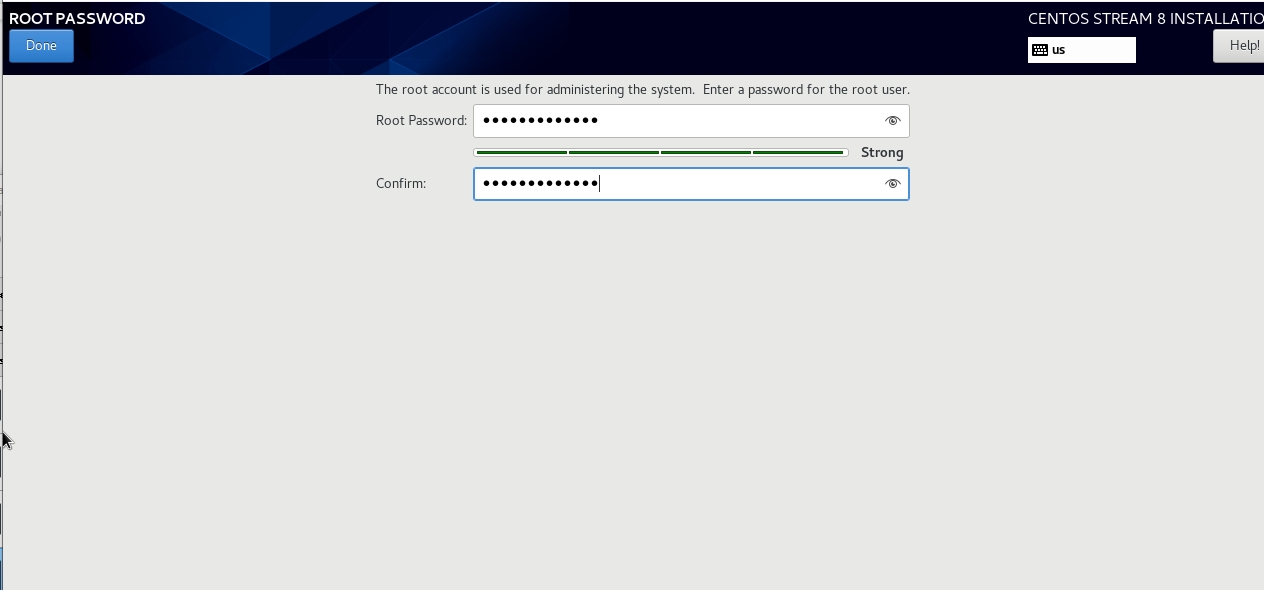 ROOT PASSWORD
CENTOS STREAM 8 INSTALLATIO
Done
us
Help!
The root account is used for administering the system. Enter a password for the root user.
Root Password: •••••••••••••
Strong
Confirm: •••••••••••••